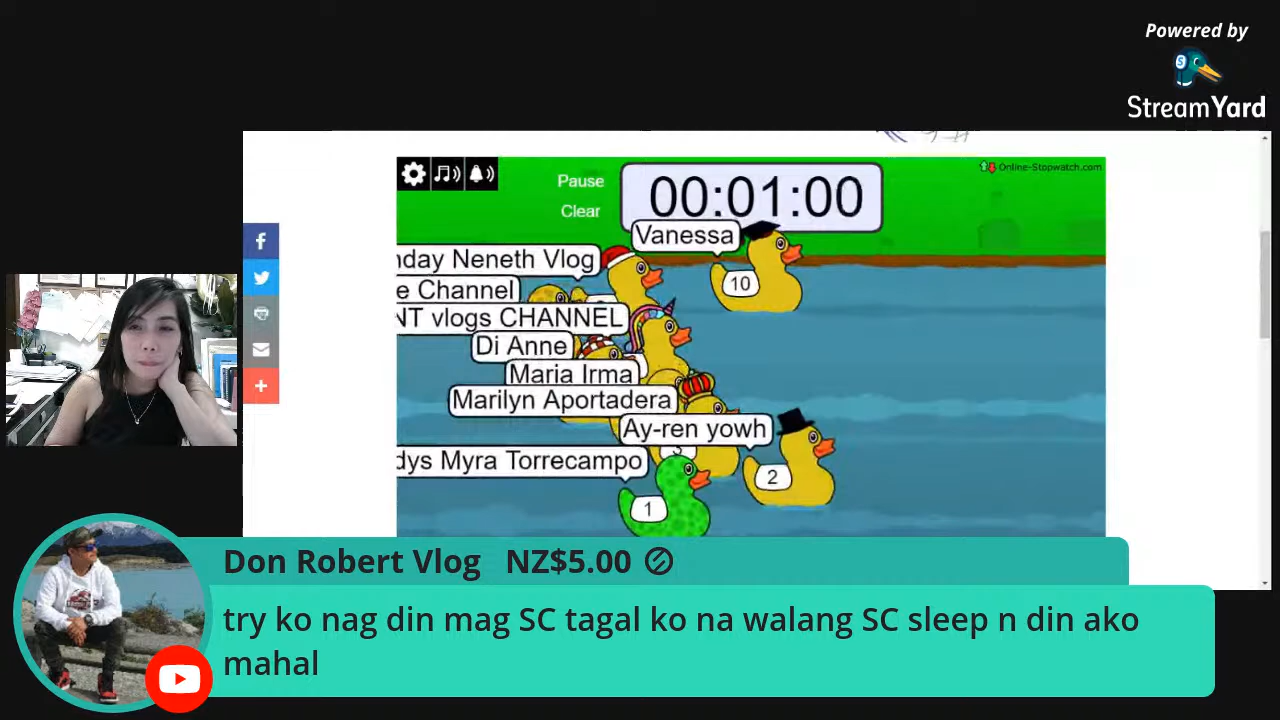 Powered by
StreamYard
Pause
Clear
00:01:00
Online-Stopwatch.com
Vanessa
10
nday Neneth Vlog
e Channel
NT vlogs CHANNEL
Di Anne
Maria Irma
Marilyn Aportadera
Ay-ren yowh
3
2
dys Myra Torrecampo
1
Don Robert Vlog NZ$5.00
try ko nag din mag SC tagal ko na walang SC sleep n din ako
mahal